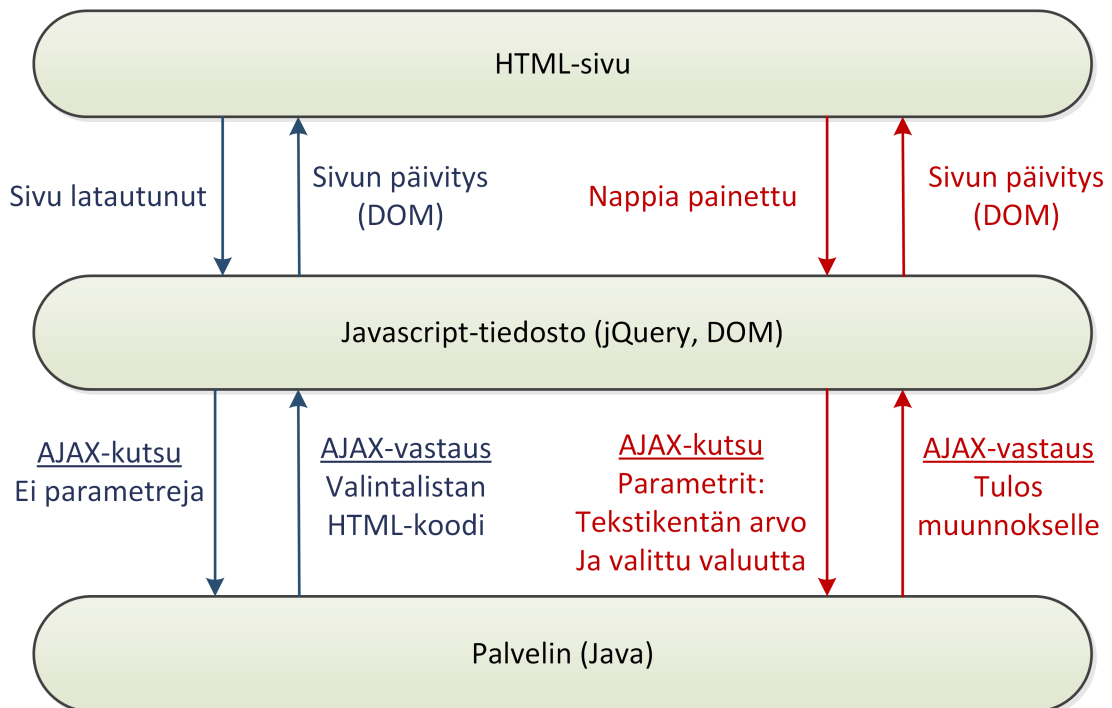 HTML-sivu
Sivu latautunut
Sivun päivitys
(DOM)
Nappia painettu
Sivun päivitys
(DOM)
Javascript-tiedosto (jQuery, DOM)
AJAX-kutsu
Ei parametreja
AJAX-vastaus
Valintalistan
HTML-koodi
AJAX-kutsu
Parametrit:
Tekstikentän arvo
Ja valittu valuutta
AJAX-vastaus
Tulos
muunnokselle
Palvelin (Java)